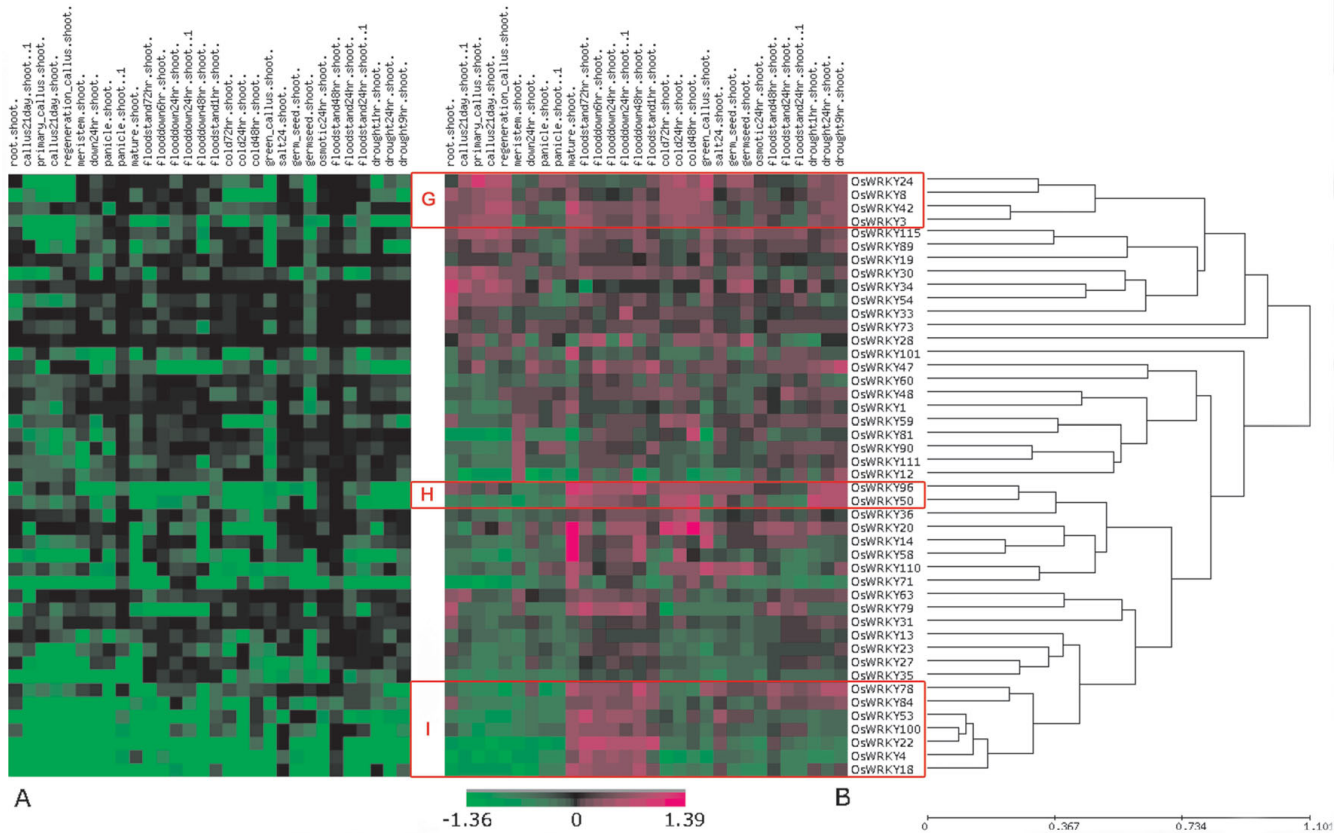 root.shoot.
callus21day.shoot..1
primary_callus.shoot.
callus21day.shoot.
regeneration_callus.shoot.
meristem.shoot.
down24hr.shoot.
panicle.shoot.
panicle.shoot..1
mature.shoot.
floodstand72hr.shoot.
flooddown6hr.shoot.
flooddown24hr.shoot.
flooddown24hr.shoot..1
flooddown48hr.shoot.
floodstand1hr.shoot.
cold72hr.shoot.
cold24hr.shoot.
cold48hr.shoot.
green_callus.shoot.
salt24.shoot.
germ_seed.shoot.
germseed.shoot.
osmotic24hr.shoot.
floodstand48hr.shoot.
floodstand24hr.shoot.
floodstand24hr.shoot..1
drought1hr.shoot.
drought24hr.shoot.
drought9hr.shoot.
root.shoot.
callus21day.shoot..1
primary_callus.shoot.
callus21day.shoot.
regeneration_callus.shoot.
meristem.shoot.
down24hr.shoot.
panicle.shoot.
panicle.shoot..1
mature.shoot.
floodstand72hr.shoot.
flooddown6hr.shoot.
flooddown24hr.shoot.
flooddown24hr.shoot..1
flooddown48hr.shoot.
floodstand1hr.shoot.
cold72hr.shoot.
cold24hr.shoot.
cold48hr.shoot.
green_callus.shoot.
salt24.shoot.
germ_seed.shoot.
germseed.shoot.
osmotic24hr.shoot.
floodstand48hr.shoot.
floodstand24hr.shoot.
floodstand24hr.shoot..1
drought1hr.shoot.
drought24hr.shoot.
drought9hr.shoot.
G
H
I
OsWRKY24
OsWRKY8
OsWRKY42
OsWRKY3
OsWRKY115
OsWRKY89
OsWRKY19
OsWRKY30
OsWRKY34
OsWRKY54
OsWRKY33
OsWRKY73
OsWRKY28
OsWRKY101
OsWRKY47
OsWRKY60
OsWRKY48
OsWRKY1
OsWRKY59
OsWRKY81
OsWRKY90
OsWRKY111
OsWRKY12
OsWRKY96
OsWRKY50
OsWRKY36
OsWRKY20
OsWRKY14
OsWRKY58
OsWRKY110
OsWRKY71
OsWRKY63
OsWRKY79
OsWRKY31
OsWRKY13
OsWRKY23
OsWRKY27
OsWRKY35
OsWRKY78
OsWRKY84
OsWRKY53
OsWRKY100
OsWRKY22
OsWRKY4
OsWRKY18
A
B
-1.36 0 1.39
0 0.367 0.734 1.101